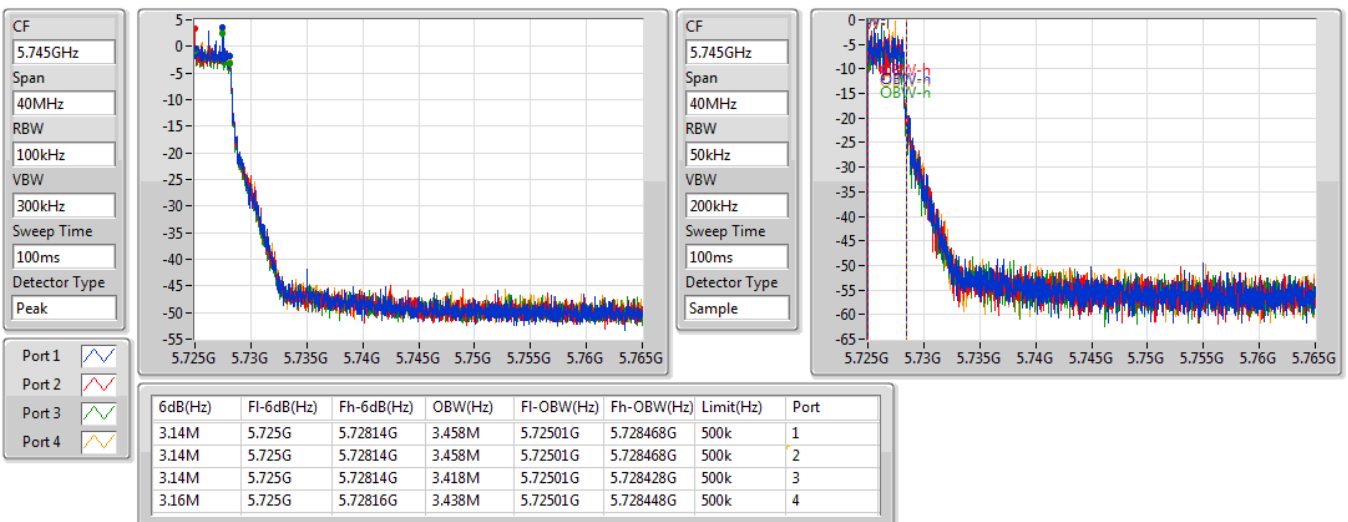 CF
5.745GHz
Span
40MHz
RBW
100kHz
VBW
300kHz
Sweep Time
100ms
Detector Type
Peak
5
0
-5
-10
-15
-20
-25
-30
-35
-40
-45
-50
-55
5.725G 5.73G 5.735G 5.74G 5.745G 5.75G 5.755G 5.76G 5.765G
CF
5.745GHz
Span
40MHz
RBW
50kHz
VBW
200kHz
Sweep Time
100ms
Detector Type
Sample
0
-5
-10
-15
-20
-25
-30
-35
-40
-45
-50
-55
-60
-65
OBW-h
5.725G 5.73G 5.735G 5.74G 5.745G 5.75G 5.755G 5.76G 5.765G
Port 1
Port 2
Port 3
Port 4
6dB(Hz) Fl-6dB(Hz) Fh-6dB(Hz) OBW(Hz) Fl-OBW(Hz) Fh-OBW(Hz) Limit(Hz) Port
3.14M 5.725G 5.72814G 3.458M 5.72501G 5.728468G 500k 1
3.14M 5.725G 5.72814G 3.458M 5.72501G 5.728468G 500k 2
3.14M 5.725G 5.72814G 3.418M 5.72501G 5.728428G 500k 3
3.16M 5.725G 5.72816G 3.438M 5.72501G 5.728448G 500k 4